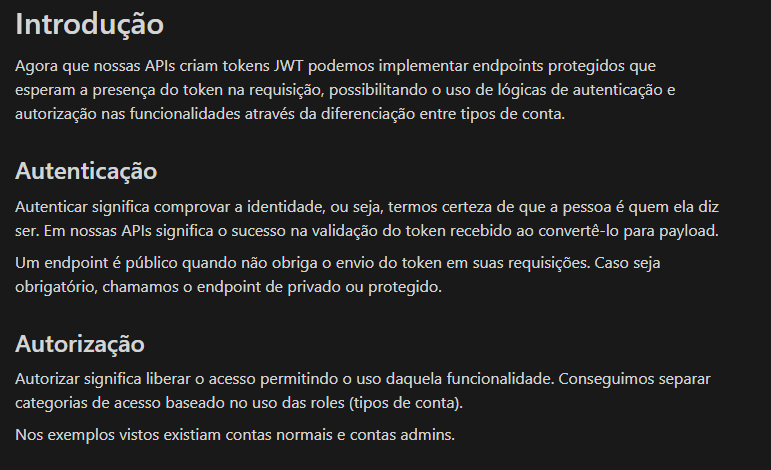 Introdução
Agora que nossas APIs criam tokens JWT podemos implementar endpoints protegidos que
esperam a presença do token na requisição, possibilitando o uso de lógicas de autenticação e
autorização nas funcionalidades através da diferenciação entre tipos de conta.
Autenticação
Autenticar significa comprovar a identidade, ou seja, termos certeza de que a pessoa é quem ela diz
ser. Em nossas APIs significa o sucesso na validação do token recebido ao convertê-lo para payload.
Um endpoint é público quando não obriga o envio do token em suas requisições. Caso seja
obrigatório, chamamos o endpoint de privado ou protegido.
Autorização
Autorizar significa liberar o acesso permitindo o uso daquela funcionalidade. Conseguimos separar
categorias de acesso baseado no uso das roles (tipos de conta).
Nos exemplos vistos existiam contas normais e contas admins.